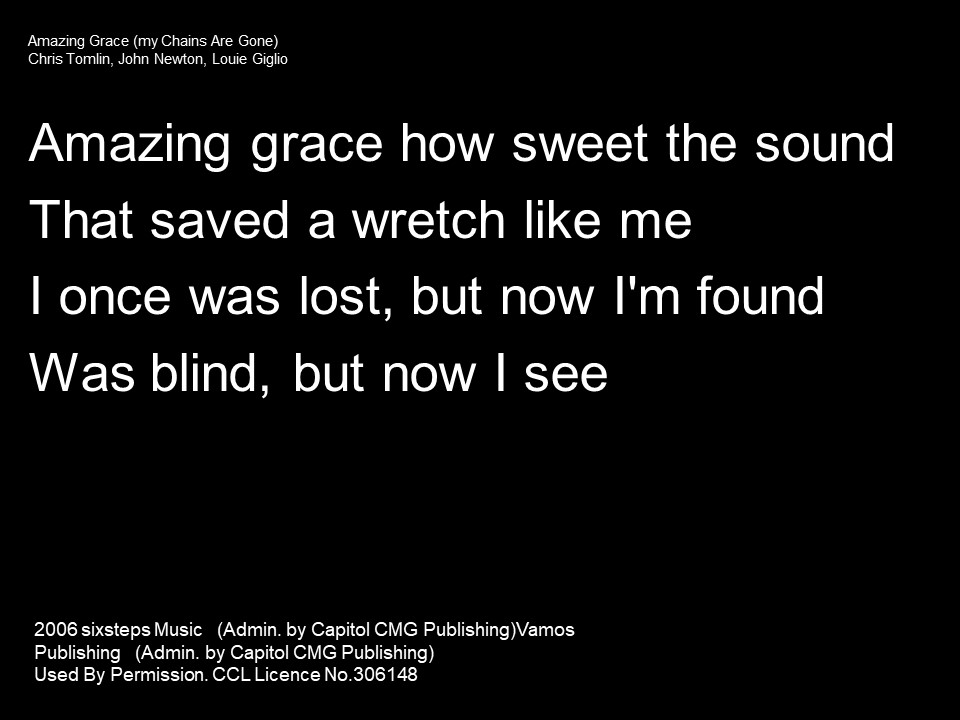 Amazing Grace (my Chains Are Gone)
Chris Tomlin, John Newton, Louie Giglio
Amazing grace how sweet the sound
That saved a wretch like me
I once was lost, but now I'm found
Was blind, but now I see
2006 sixsteps Music (Admin. by Capitol CMG Publishing)Vamos
Publishing (Admin. by Capitol CMG Publishing)
Used By Permission. CCL Licence No.306148